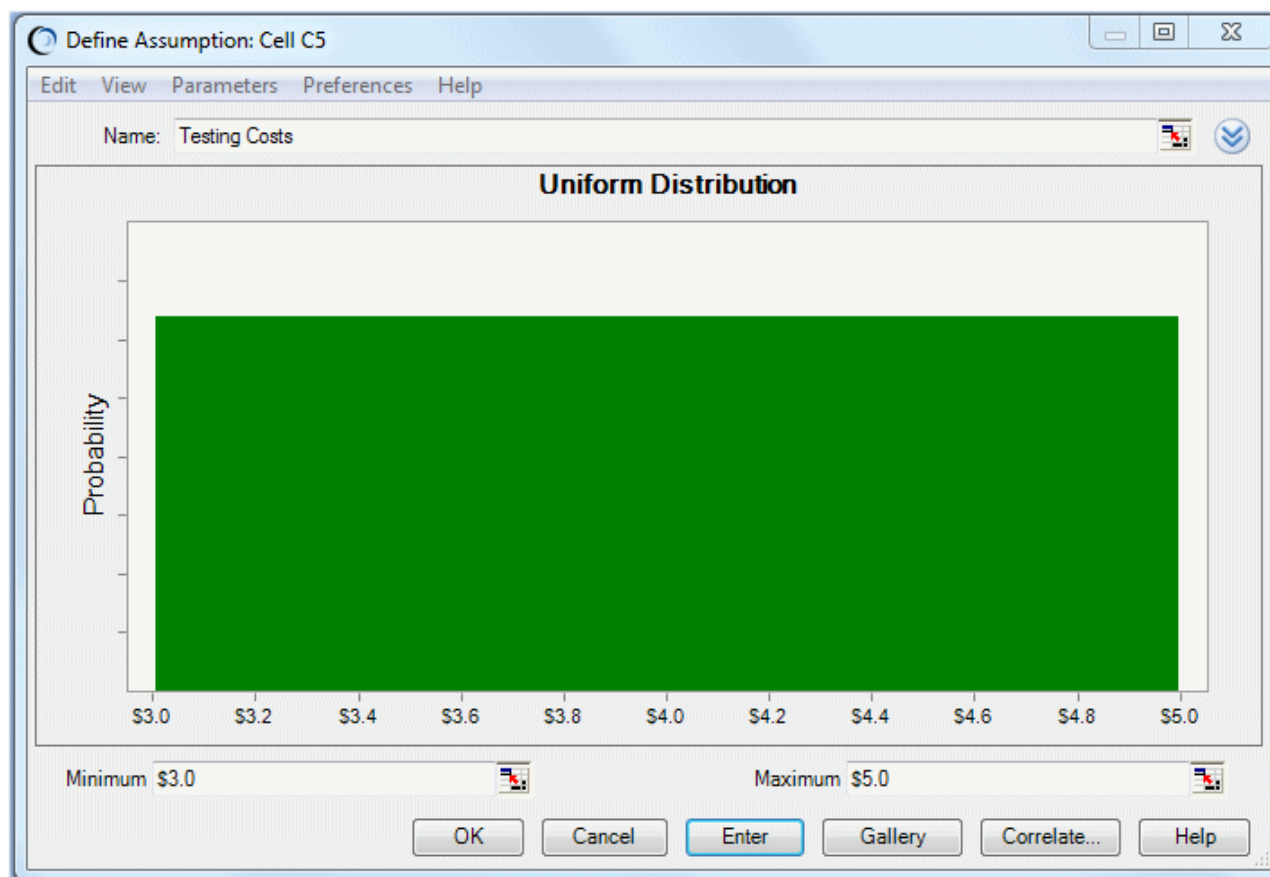 Define Assumption: Cell C5
Edit View Parameters Preferences Help
Name: Testing Costs
Uniform Distribution
Probability
$3.0 $3.2 $3.4 $3.6 $3.8 $4.0 $4.2 $4.4 $4.6 $4.8 $5.0
Minimum $3.0 Maximum $5.0
OK Cancel Enter Gallery Correlate... Help